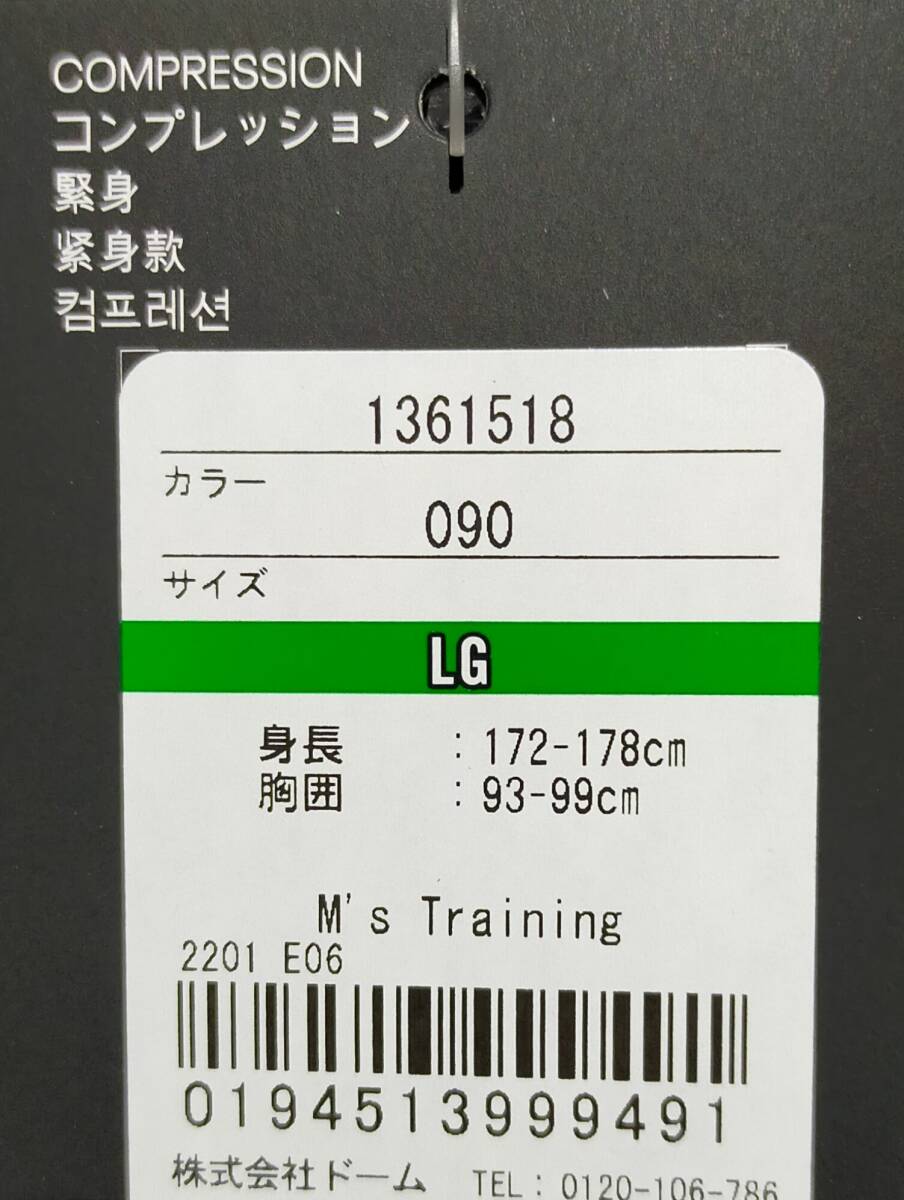 COMPRESSION
コンプレッション
緊身
紧身款
컴프레션
1361518
カラー
090
サイズ
LG
身長 : 172-178cm
胸囲 : 93-99cm
M's Training
2201 E06
0194513999491
株式会社ドーム TEL: 0120-106-786